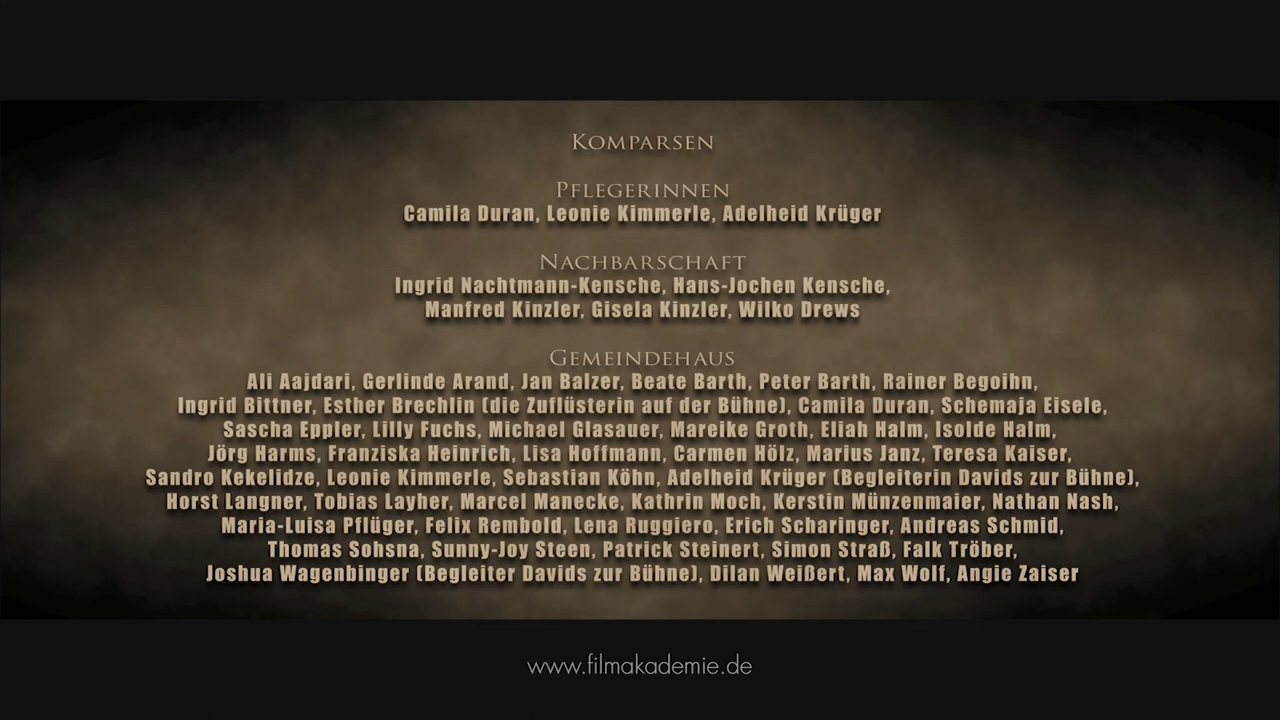 KOMPARSEN
PFLEGERINNEN
Camila Duran, Leonie Kimmerle, Adelheid Krüger
NACHBARSCHAFT
Ingrid Nachtmann-Kensche, Hans-Jochen Kensche,
Manfred Kinzler, Gisela Kinzler, Wilko Drews
GEMEINDEHAUS
Ali Aajdari, Gerlinde Arand, Jan Balzer, Beate Barth, Peter Barth, Rainer Begoihn,
Ingrid Bittner, Esther Brechlin (die Zuflüsterin auf der Bühne), Camila Duran, Schemaja Eisele,
Sascha Eppler, Lilly Fuchs, Michael Glasauer, Mareike Groth, Eliah Halm, Isolde Halm,
Jörg Harms, Franziska Heinrich, Lisa Hoffmann, Carmen Hölz, Marius Janz, Teresa Kaiser,
Sandro Kekelidze, Leonie Kimmerle, Sebastian Köhn, Adelheid Krüger (Begleiterin Davids zur Bühne),
Horst Langner, Tobias Layher, Marcel Manecke, Kathrin Moch, Kerstin Münzenmaier, Nathan Nash,
Maria-Luisa Pflüger, Felix Rembold, Lena Ruggiero, Erich Scharinger, Andreas Schmid,
Thomas Sohsna, Sunny-Joy Steen, Patrick Steinert, Simon Straß, Falk Tröber,
Joshua Wagenbinger (Begleiter Davids zur Bühne), Dilan Weißert, Max Wolf, Angie Zaiser
www.filmakademie.de